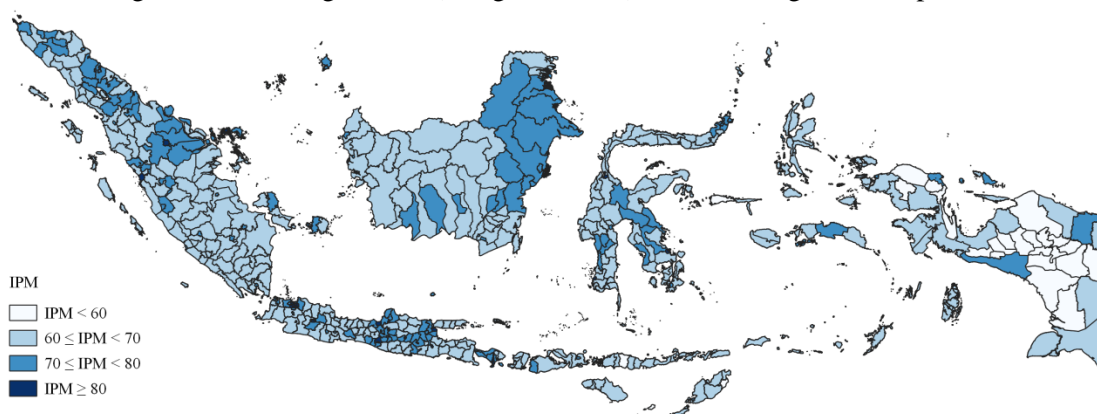 IPM
IPM < 60
60 ≤ IPM < 70
70 ≤ IPM < 80
IPM ≥ 80